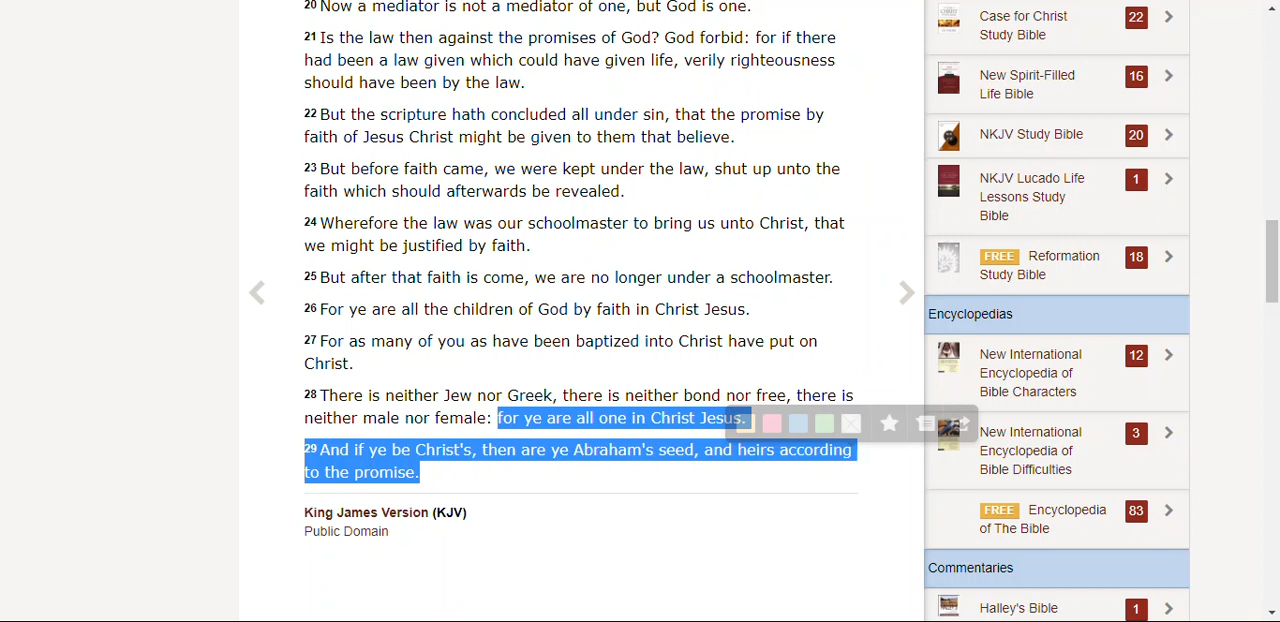 20 Now a mediator is not a mediator of one, but God is one.
21 Is the law then against the promises of God? God forbid: for if there
had been a law given which could have given life, verily righteousness
should have been by the law.
22 But the scripture hath concluded all under sin, that the promise by
faith of Jesus Christ might be given to them that believe.
23 But before faith came, we were kept under the law, shut up unto the
faith which should afterwards be revealed.
24 Wherefore the law was our schoolmaster to bring us unto Christ, that
we might be justified by faith.
25 But after that faith is come, we are no longer under a schoolmaster.
26 For ye are all the children of God by faith in Christ Jesus.
27 For as many of you as have been baptized into Christ have put on
Christ.
28 There is neither Jew nor Greek, there is neither bond nor free, there is
neither male nor female: for ye are all one in Christ Jesus.
29 And if ye be Christ's, then are ye Abraham's seed, and heirs according
to the promise.
King James Version (KJV)
Public Domain
Case for Christ 22
Study Bible
New Spirit-Filled 16
Life Bible
NKJV Study Bible 20
NKJV Lucado Life 1
Lessons Study
Bible
FREE Reformation 18
Study Bible
Encyclopedias
New International 12
Encyclopedia of
Bible Characters
New International 3
Encyclopedia of
Bible Difficulties
FREE Encyclopedia 83
of The Bible
Commentaries
Halley's Bible 1